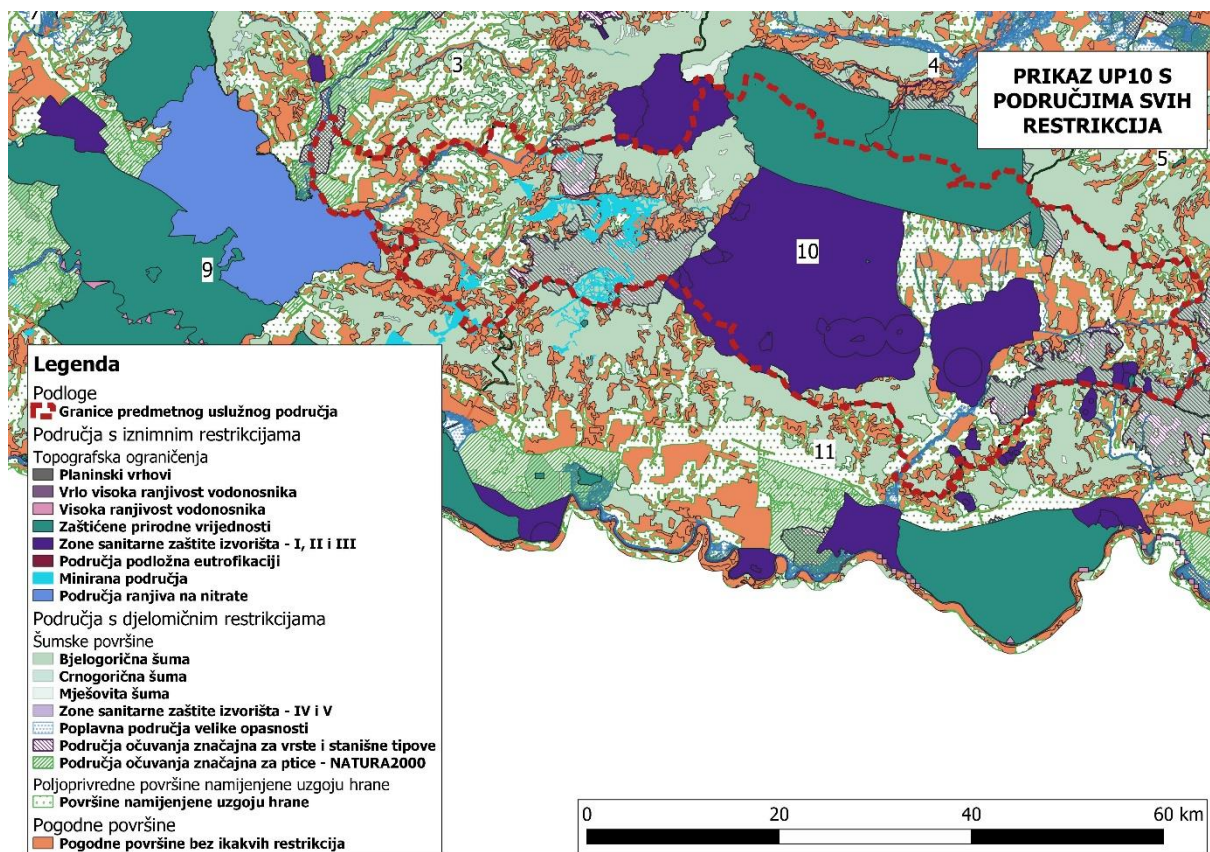 7
3
4
PRIKAZ UP10 S
PODRUČJIMA SVIH
RESTRIKCIJA
5
10
9
11
Legenda
Podloge
Granice predmetnog uslužnog područja
Područja s iznimnim restrikcijama
Topografska ograničenja
Planinski vrhovi
Vrlo visoka ranjivost vodonosnika
Visoka ranjivost vodonosnika
Zaštićene prirodne vrijednosti
Zone sanitarne zaštite izvorišta - I, II i III
Područja podložna eutrofikaciji
Minirana područja
Područja ranjiva na nitrate
Područja s djelomičnim restrikcijama
Šumske površine
Bjelogorična šuma
Crnogorična šuma
Mješovita šuma
Zone sanitarne zaštite izvorišta - IV i V
Poplavna područja velike opasnosti
Područja očuvanja značajna za vrste i stanišne tipove
Područja očuvanja značajna za ptice - NATURA2000
Poljoprivredne površine namijenjene uzgoju hrane
Površine namijenjene uzgoju hrane
Pogodne površine
Pogodne površine bez ikakvih restrikcija
0 20 40 60 km